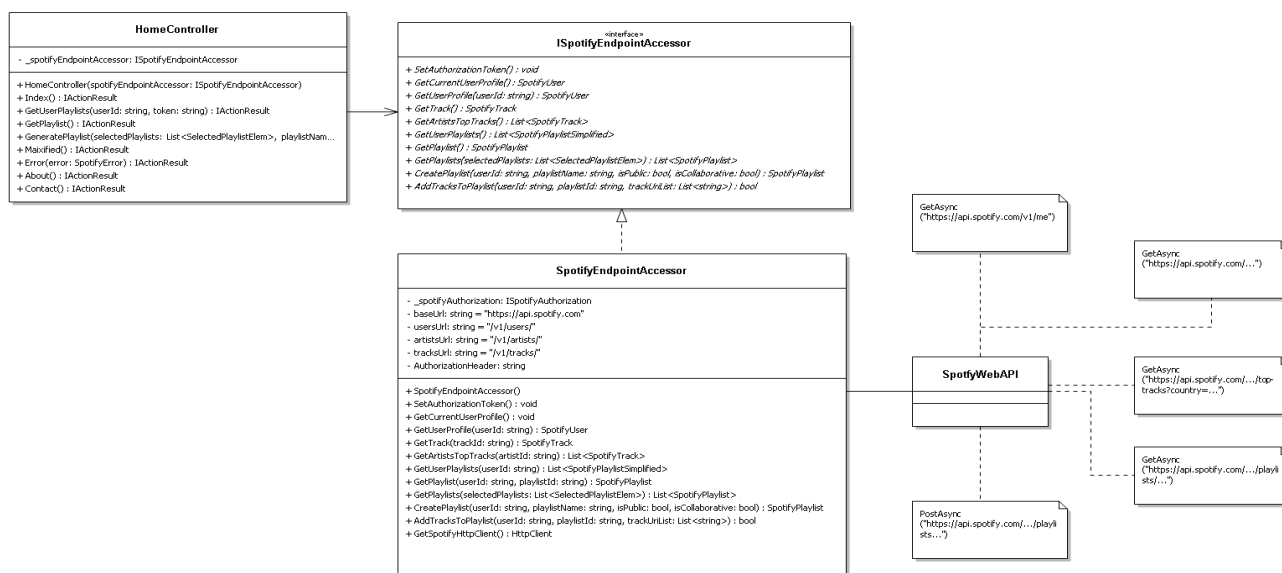 HomeController
- _spotifyEndpointAccessor: ISpotifyEndpointAccessor
+ HomeController(spotifyEndpointAccessor: ISpotifyEndpointAccessor)
+ Index() : IActionResult
+ GetUserPlaylists(userId: string, token: string) : IActionResult
+ GetPlaylist() : IActionResult
+ GeneratePlaylist(selectedPlaylists: List<SelectedPlaylistElem>, playlistNam...
+ Maixified() : IActionResult
+ Error(error: SpotifyError) : IActionResult
+ About() : IActionResult
+ Contact() : IActionResult
«interface»
ISpotifyEndpointAccessor
+ SetAuthorizationToken() : void
+ GetCurrentUserProfile() : SpotifyUser
+ GetUserProfile(userId: string) : SpotifyUser
+ GetTrack() : SpotifyTrack
+ GetArtistsTopTracks() : List<SpotifyTrack>
+ GetUserPlaylists() : List<SpotifyPlaylistSimplified>
+ GetPlaylist() : SpotifyPlaylist
+ GetPlaylists(selectedPlaylists: List<SelectedPlaylistElem>) : List<SpotifyPlaylist>
+ CreatePlaylist(userId: string, playlistName: string, isPublic: bool, isCollaborative: bool) : SpotifyPlaylist
+ AddTracksToPlaylist(userId: string, playlistId: string, trackUriList: List<string>) : bool
SpotifyEndpointAccessor
- _spotifyAuthorization: ISpotifyAuthorization
- baseUrl: string = "https://api.spotify.com"
- usersUrl: string = "/v1/users/"
- artistsUrl: string = "/v1/artists/"
- tracksUrl: string = "/v1/tracks/"
- AuthorizationHeader: string
+ SpotifyEndpointAccessor()
+ SetAuthorizationToken() : void
+ GetCurrentUserProfile() : void
+ GetUserProfile(userId: string) : SpotifyUser
+ GetTrack(trackId: string) : SpotifyTrack
+ GetArtistsTopTracks(artistId: string) : List<SpotifyTrack>
+ GetUserPlaylists(userId: string) : List<SpotifyPlaylistSimplified>
+ GetPlaylist(userId: string, playlistId: string) : SpotifyPlaylist
+ GetPlaylists(selectedPlaylists: List<SelectedPlaylistElem>) : List<SpotifyPlaylist>
+ CreatePlaylist(userId: string, playlistName: string, isPublic: bool, isCollaborative: bool) : SpotifyPlaylist
+ AddTracksToPlaylist(userId: string, playlistId: string, trackUriList: List<string>) : bool
+ GetSpotifyHttpClient() : HttpClient
GetAsync
("https://api.spotify.com/v1/me")
GetAsync
("https://api.spotify.com/...")
SpotfyWebAPI
GetAsync
("https://api.spotify.com/.../top-
tracks?country=...")
GetAsync
("https://api.spotify.com/.../playli
sts/...")
PostAsync
("https://api.spotify.com/.../playli
sts...")